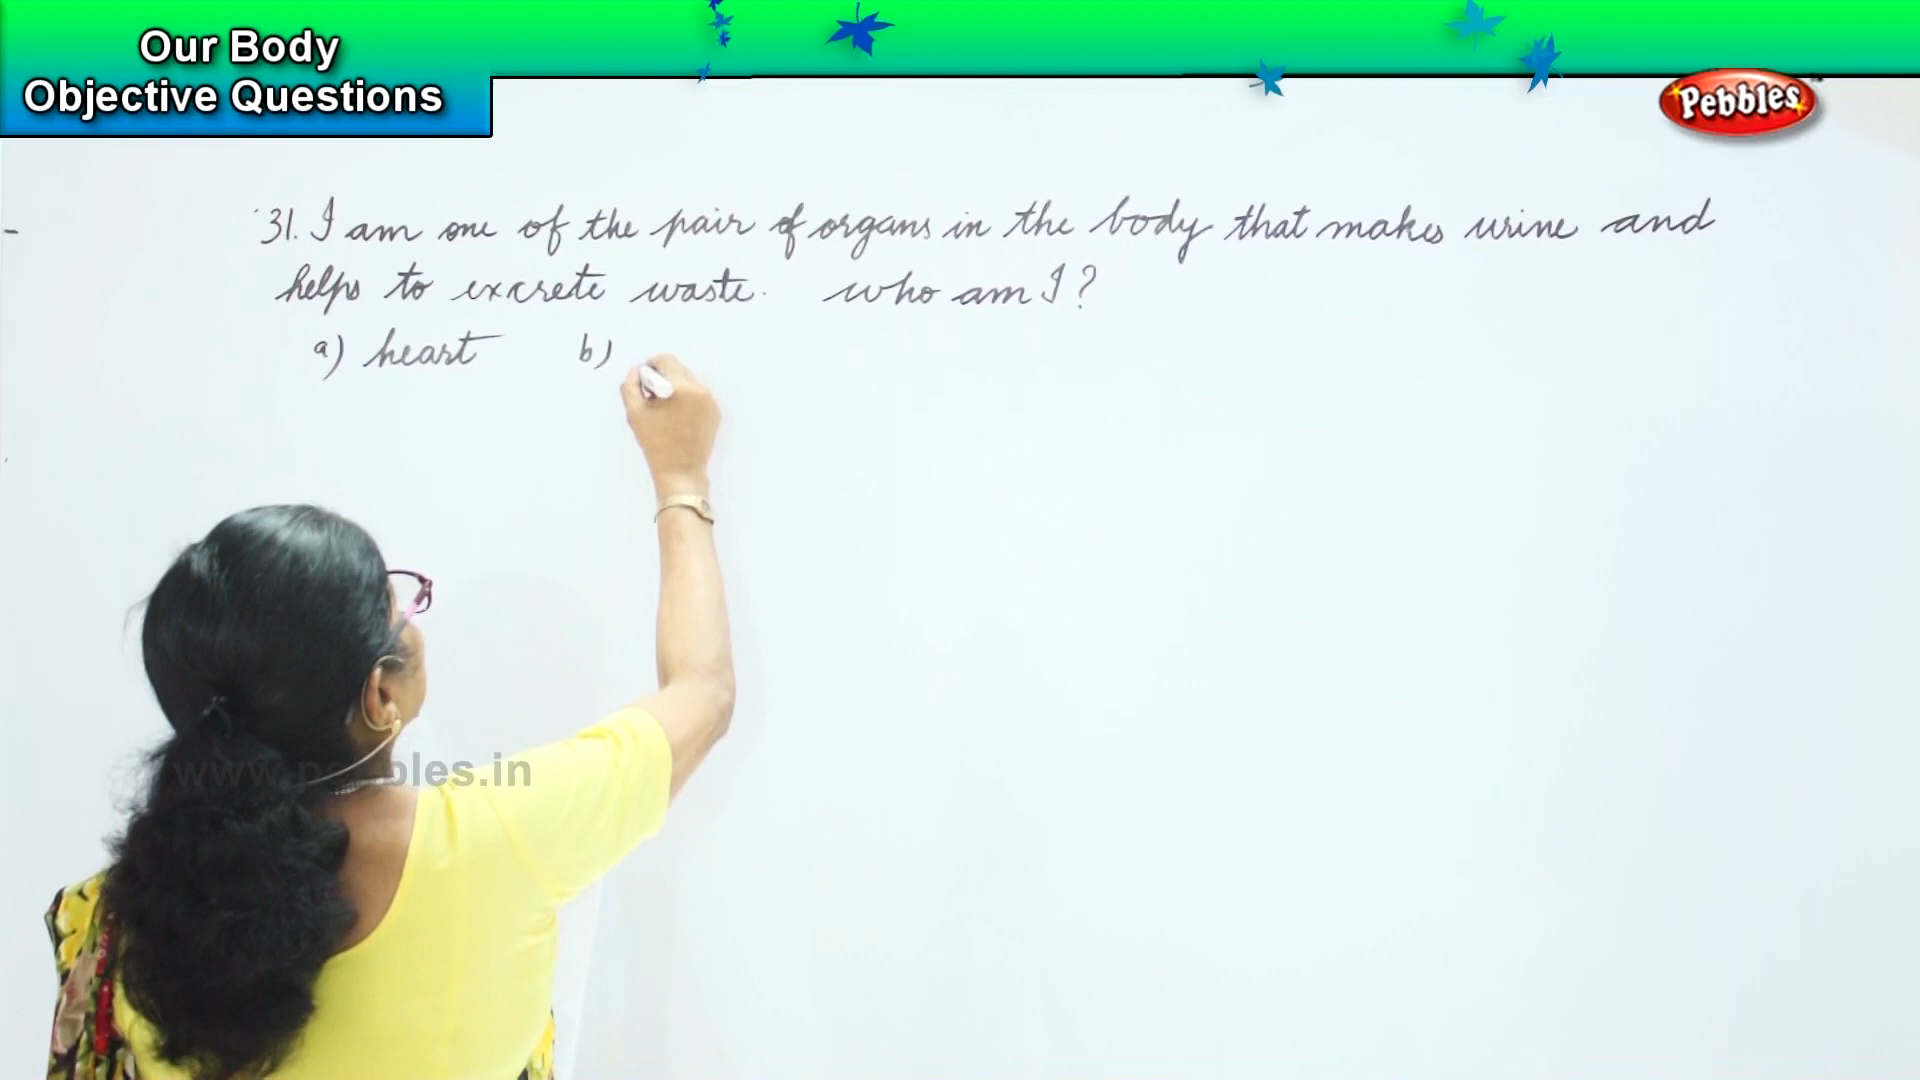 Our Body
Objective Questions
Pebbles
31. I am one of the pair of organs in the body that makes urine and
helps to excrete waste. who am I?
a) heart b)
www.pebbles.in